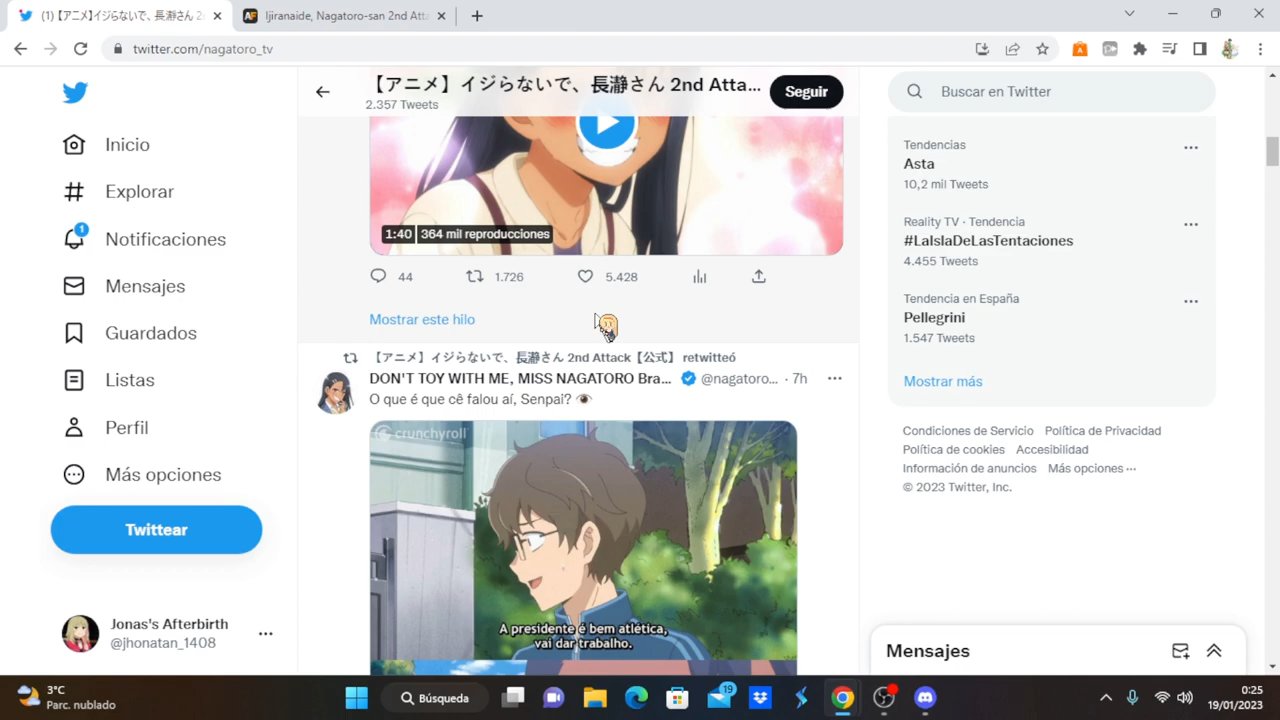 (1)【アニメ】イジらないで、長瀞さん 2
Ijiranaide, Nagatoro-san 2nd Atta
twitter.com/nagatoro_tv
【アニメ】イジらないで、長瀞さん 2nd Atta...
2.357 Tweets
Seguir
Buscar en Twitter
Inicio
Explorar
1
Notificaciones
Mensajes
Guardados
Listas
Perfil
Más opciones
Twittear
Jonas's Afterbirth
@jhonatan_1408
1:40 364 mil reproducciones
44 1.726 5.428
Mostrar este hilo
【アニメ】イジらないで、長瀞さん 2nd Attack【公式】 retwitteó
DON'T TOY WITH ME, MISS NAGATORO Bra... @nagatoro... · 7h
O que é que cê falou aí, Senpai?
crunchyroll
A presidente é bem atlética,
vai dar trabalho.
Tendencias
Asta
10,2 mil Tweets
Reality TV · Tendencia
#LaIslaDeLasTentaciones
4.455 Tweets
Tendencia en España
Pellegrini
1.547 Tweets
Mostrar más
Condiciones de Servicio Política de Privacidad
Política de cookies Accesibilidad
Información de anuncios Más opciones ···
© 2023 Twitter, Inc.
Mensajes
3°C
Parc. nublado
Búsqueda
19
0:25
19/01/2023